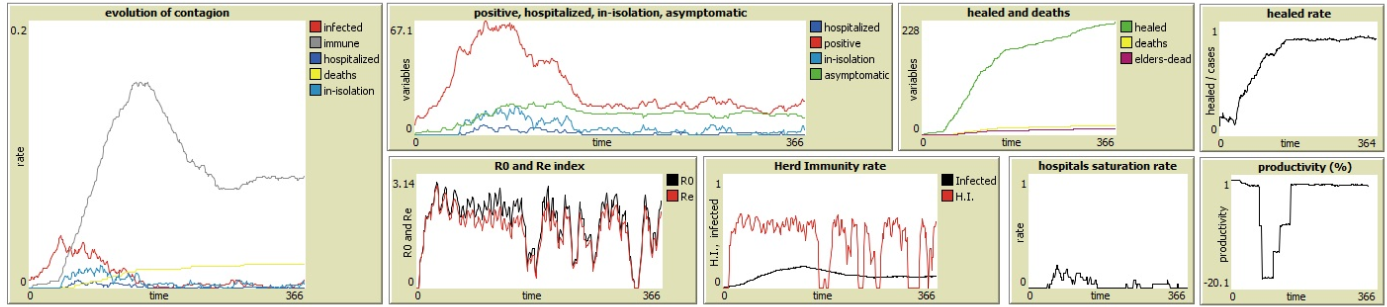 evolution of contagion
0.2
rate
0
0
time
366
infected
immune
hospitalized
deaths
in-isolation
positive, hospitalized, in-isolation, asymptomatic
67.1
variables
0
0
time
366
hospitalized
positive
in-isolation
asymptomatic
healed and deaths
228
variables
0
0
time
366
healed
deaths
elders-dead
healed rate
1
healed / cases
0
0
time
364
R0 and Re index
3.14
R0 and Re
0
0
time
366
R0
Re
Herd Immunity rate
1
H.I., infected
0
0
time
366
Infected
H.I.
hospitals saturation rate
1
rate
0
0
time
366
productivity (%)
1
productivity
-20.1
0
time
366